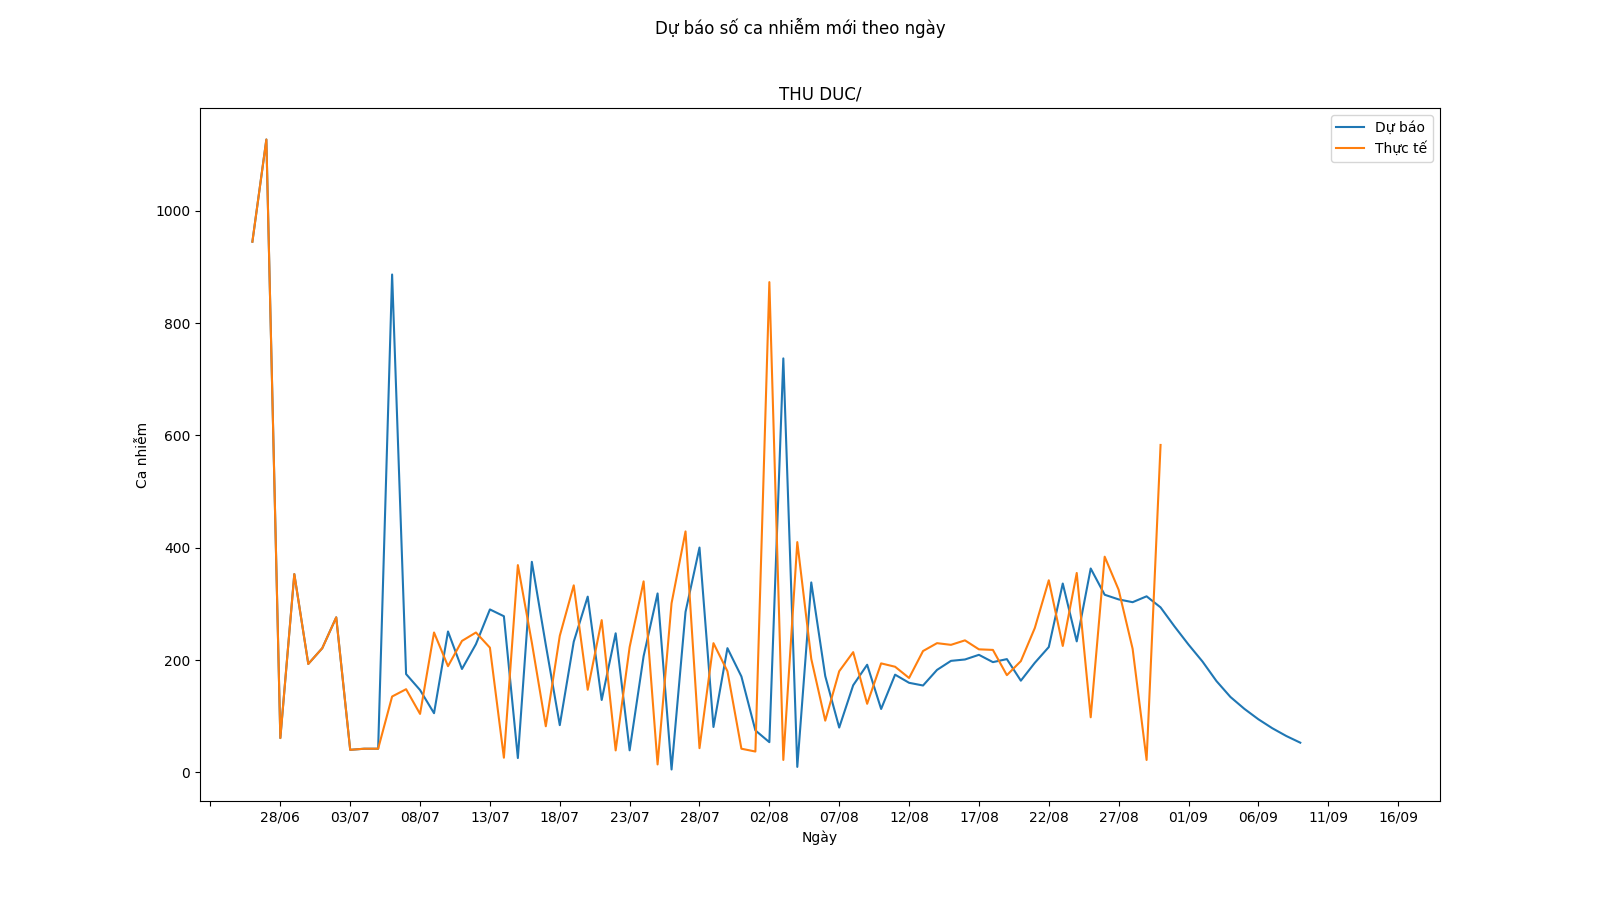 Dự báo số ca nhiễm mới theo ngày
THU DUC/
Dự báo
Thực tế
1000
800
600
400
200
0
Ca nhiễm
28/06 03/07 08/07 13/07 18/07 23/07 28/07 02/08 07/08 12/08 17/08 22/08 27/08 01/09 06/09 11/09 16/09
Ngày